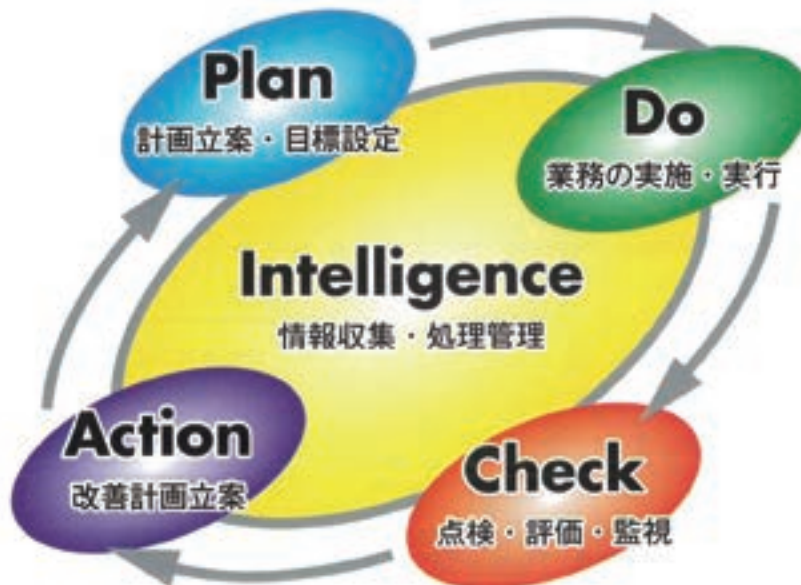 Plan
計画立案・目標設定
Do
業務の実施・実行
Intelligence
情報収集・処理管理
Action
改善計画立案
Check
点検・評価・監視